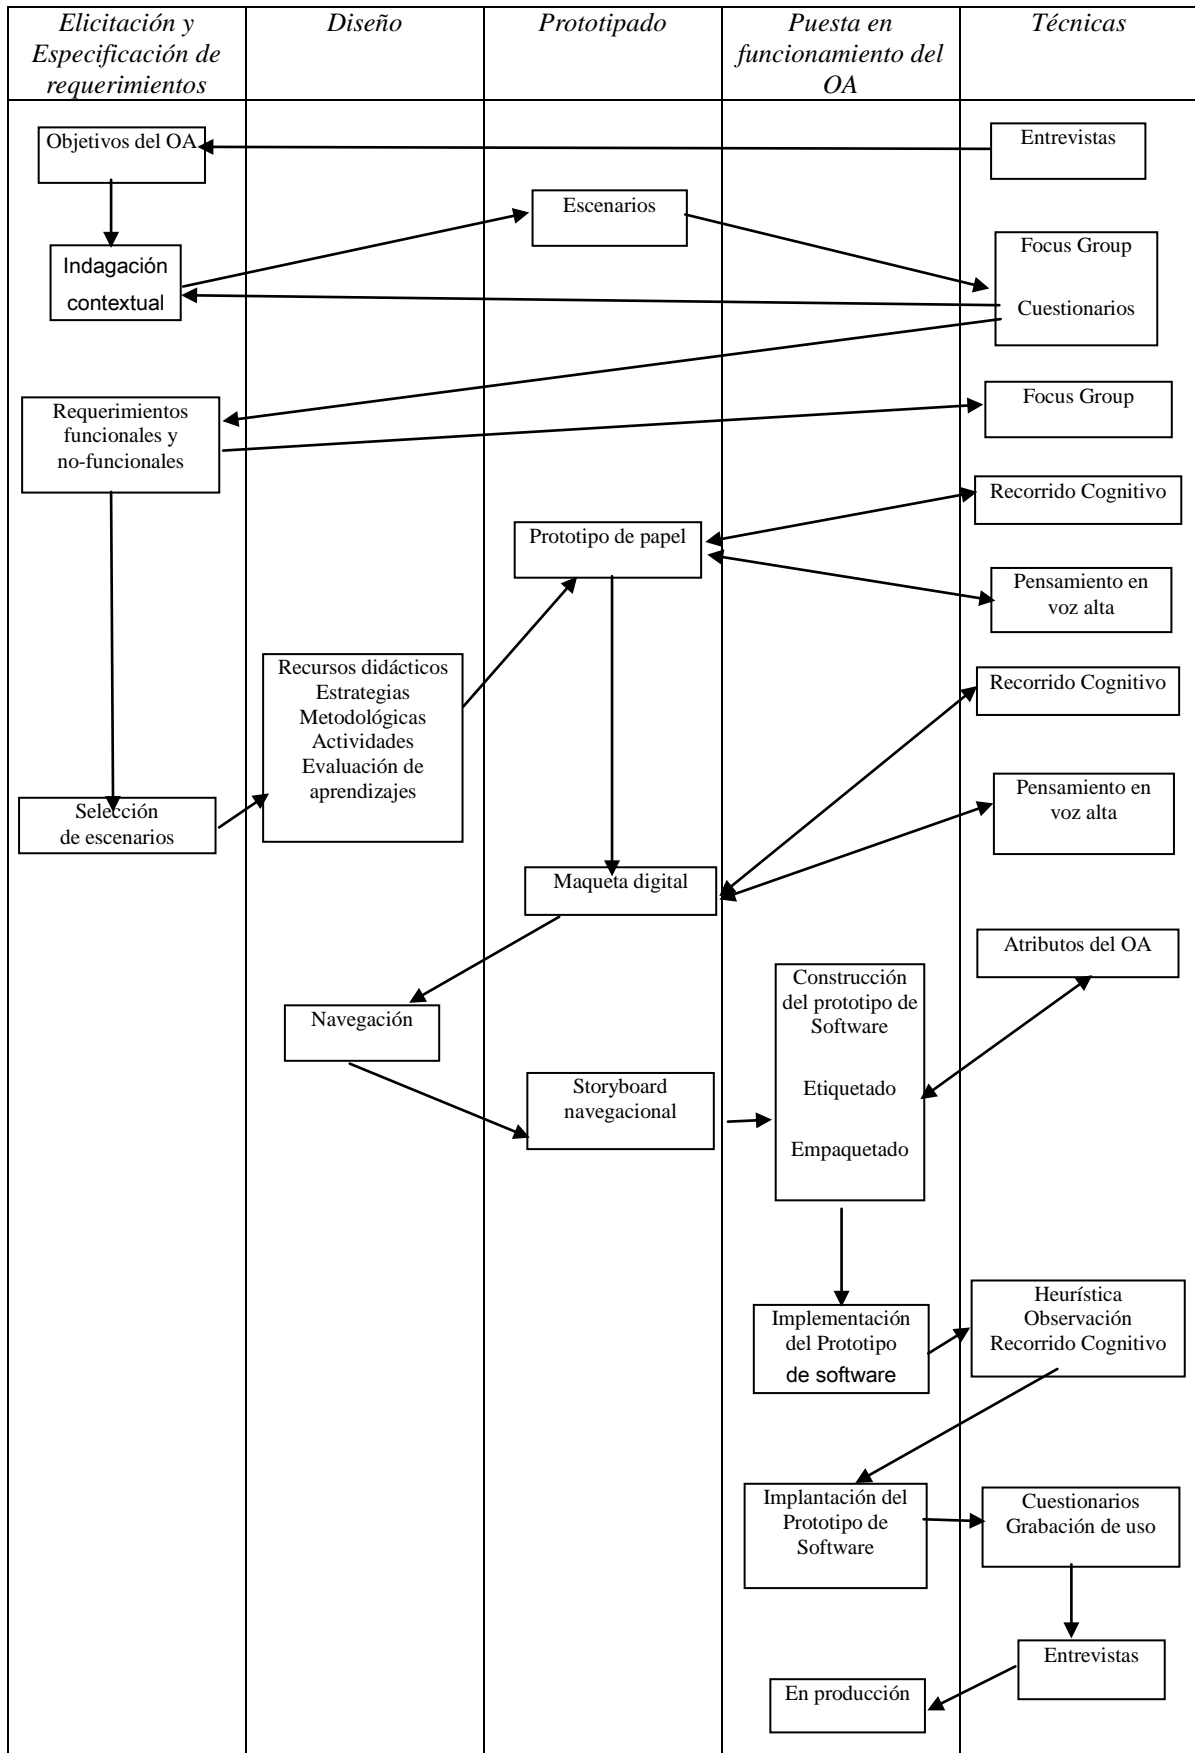 Elicitación y
Especificación de
requerimientos
Diseño
Prototipado
Puesta en
funcionamiento del
OA
Técnicas
Objetivos del OA
Entrevistas
Escenarios
Indagación
contextual
Focus Group
Cuestionarios
Requerimientos
funcionales y
no-funcionales
Focus Group
Recorrido Cognitivo
Prototipo de papel
Pensamiento en
voz alta
Recursos didácticos
Estrategias
Metodológicas
Actividades
Evaluación de
aprendizajes
Recorrido Cognitivo
Selección
de escenarios
Pensamiento en
voz alta
Maqueta digital
Atributos del OA
Construcción
del prototipo de
Software
Etiquetado
Empaquetado
Navegación
Storyboard
navegacional
Implementación
del Prototipo
de software
Heurística
Observación
Recorrido Cognitivo
Implantación del
Prototipo de
Software
Cuestionarios
Grabación de uso
Entrevistas
En producción